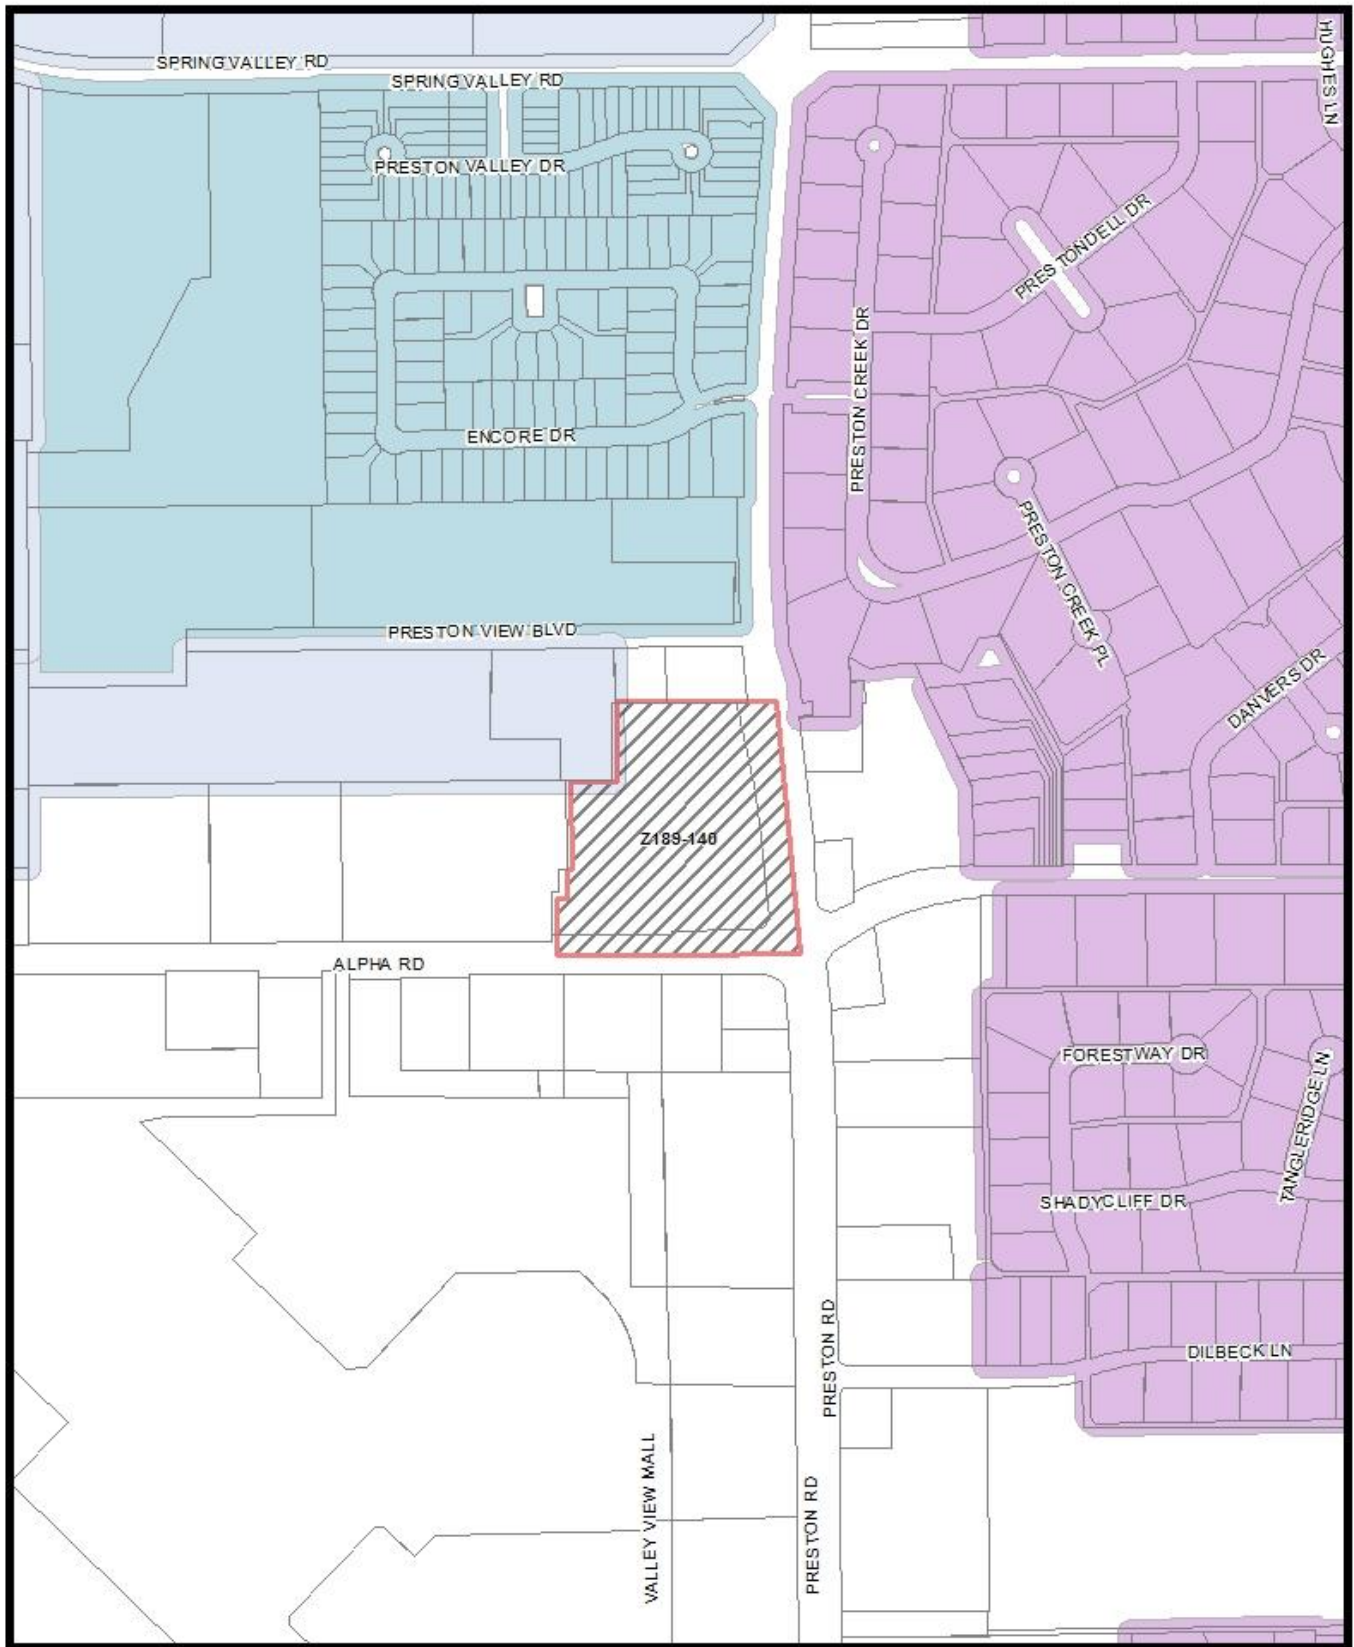 HUGHES LN
SPRING VALLEY RD
SPRING VALLEY RD
PRESTON VALLEY DR
PRESTONDELL DR
PRESTON CREEK DR
ENCORE DR
PRESTON CREEK PL
PRESTON VIEW BLVD
DANVERS DR
Z189-140
ALPHA RD
FORESTWAY DR
TANGLERIDGE LN
SHADYCLIFF DR
PRESTON RD
DILBECK LN
VALLEY VIEW MALL
PRESTON RD